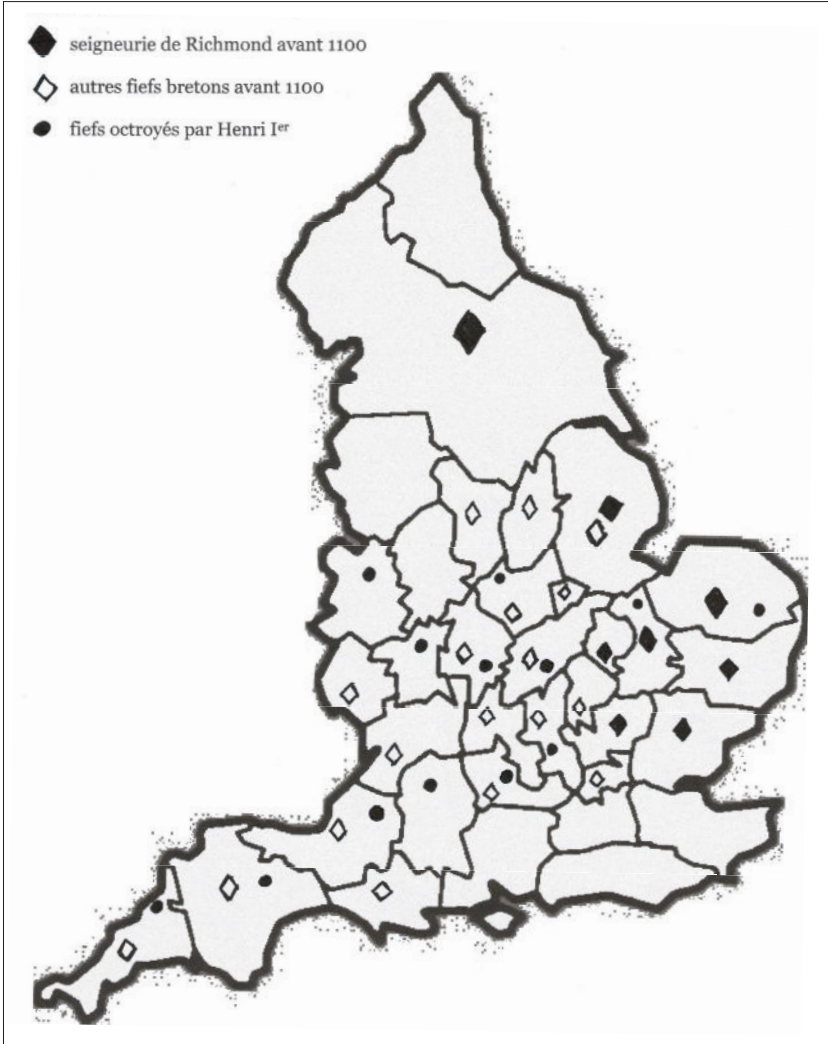 seigneurie de Richmond avant 1100
autres fiefs bretons avant 1100
fiefs octroyés par Henri Iᵉʳ